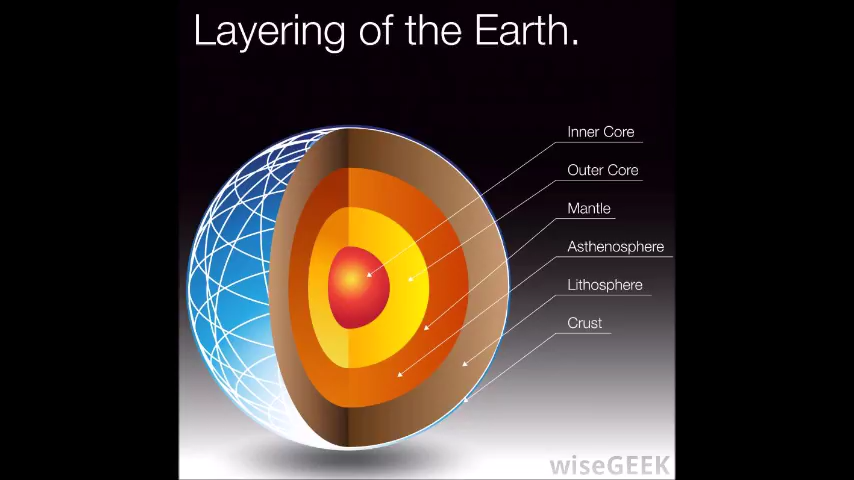 Layering of the Earth.
Inner Core
Outer Core
Mantle
Asthenosphere
Lithosphere
Crust
wiseGEEK